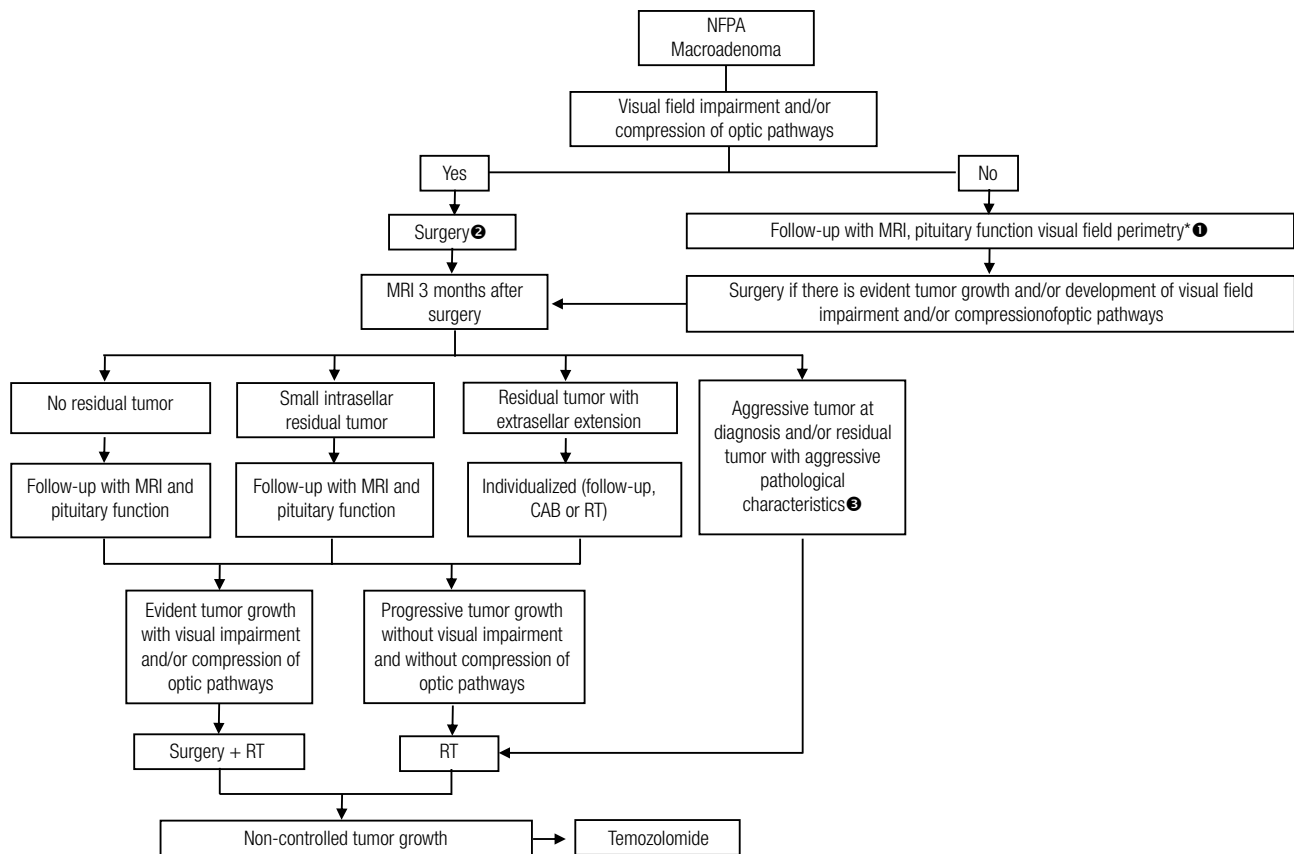 NFPA
Macroadenoma
Visual field impairment and/or
compression of optic pathways
Yes
No
Surgery❷
Follow-up with MRI, pituitary function visual field perimetry*❶
MRI 3 months after
surgery
Surgery if there is evident tumor growth and/or development of visual field
impairment and/or compressionofoptic pathways
No residual tumor
Small intrasellar
residual tumor
Residual tumor with
extrasellar extension
Aggressive tumor at
diagnosis and/or residual
tumor with aggressive
pathological
characteristics❸
Follow-up with MRI and
pituitary function
Follow-up with MRI and
pituitary function
Individualized (follow-up,
CAB or RT)
Evident tumor growth
with visual impairment
and/or compression of
optic pathways
Progressive tumor growth
without visual impairment
and without compression of
optic pathways
Surgery + RT
RT
Non-controlled tumor growth
Temozolomide